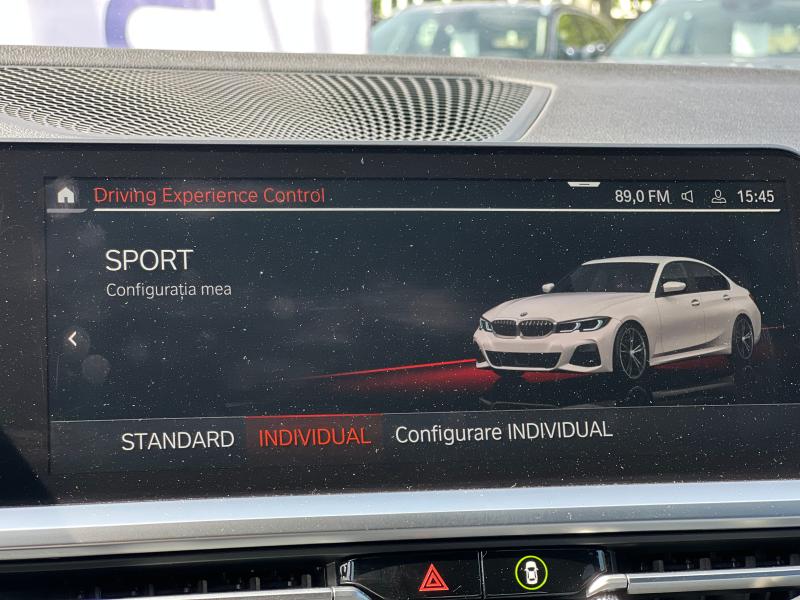 Driving Experience Control
89,0 FM 15:45
SPORT
Configurația mea
STANDARD INDIVIDUAL Configurare INDIVIDUAL